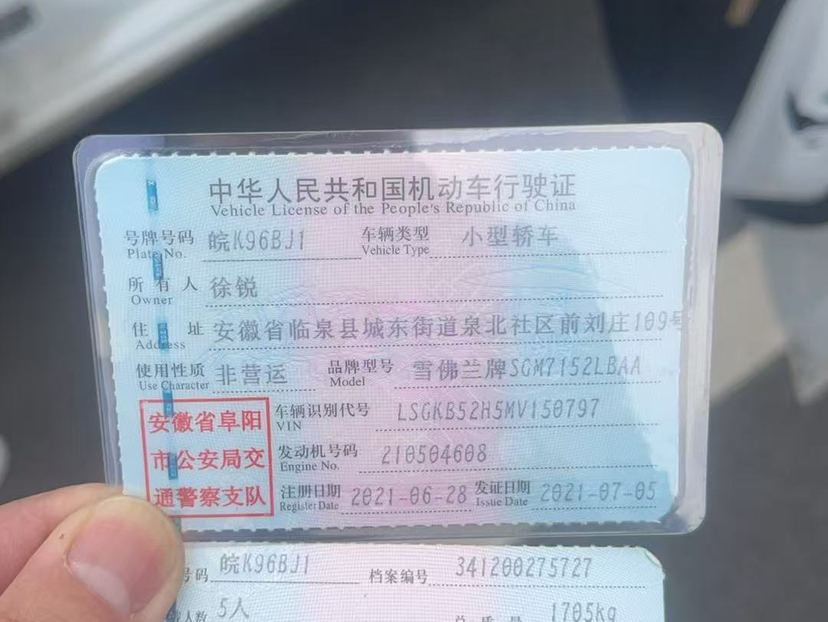 中华人民共和国机动车行驶证
Vehicle License of the People's Republic of China
号牌号码 皖K96BJ1 车辆类型 小型轿车
Plate No. Vehicle Type
所有人 徐锐
Owner
住址 安徽省临泉县城东街道泉北社区前刘庄109号
Address
使用性质 非营运 品牌型号 雪佛兰牌SGM7152LBAA
Use Character Model
安徽省阜阳市公安局交通警察支队
车辆识别代号 LSGKB52H5MV150797
VIN
发动机号码 210504608
Engine No.
注册日期 2021-06-28 发证日期 2021-07-05
Register Date Issue Date
号码 皖K96BJ1 档案编号 341200275727
人数 5人 总质量 1705kg